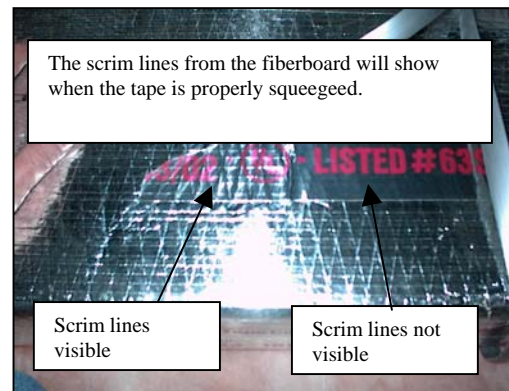 The scrim lines from the fiberboard will show
when the tape is properly squeegeed.
/02 - LISTED #63
Scrim lines
visible
Scrim lines not
visible